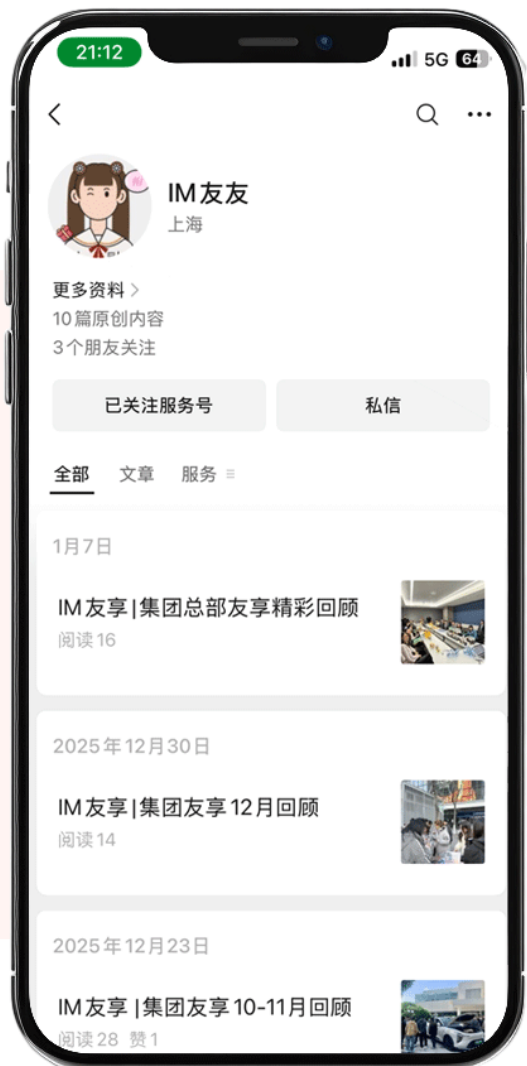 21:12
5G 64
IM友友
上海
更多资料
10篇原创内容
3个朋友关注
已关注服务号
私信
全部 文章 服务
1月7日
IM友享|集团总部友享精彩回顾
阅读16
2025年12月30日
IM友享|集团友享12月回顾
阅读14
2025年12月23日
IM友享|集团友享10-11月回顾
阅读28 赞1